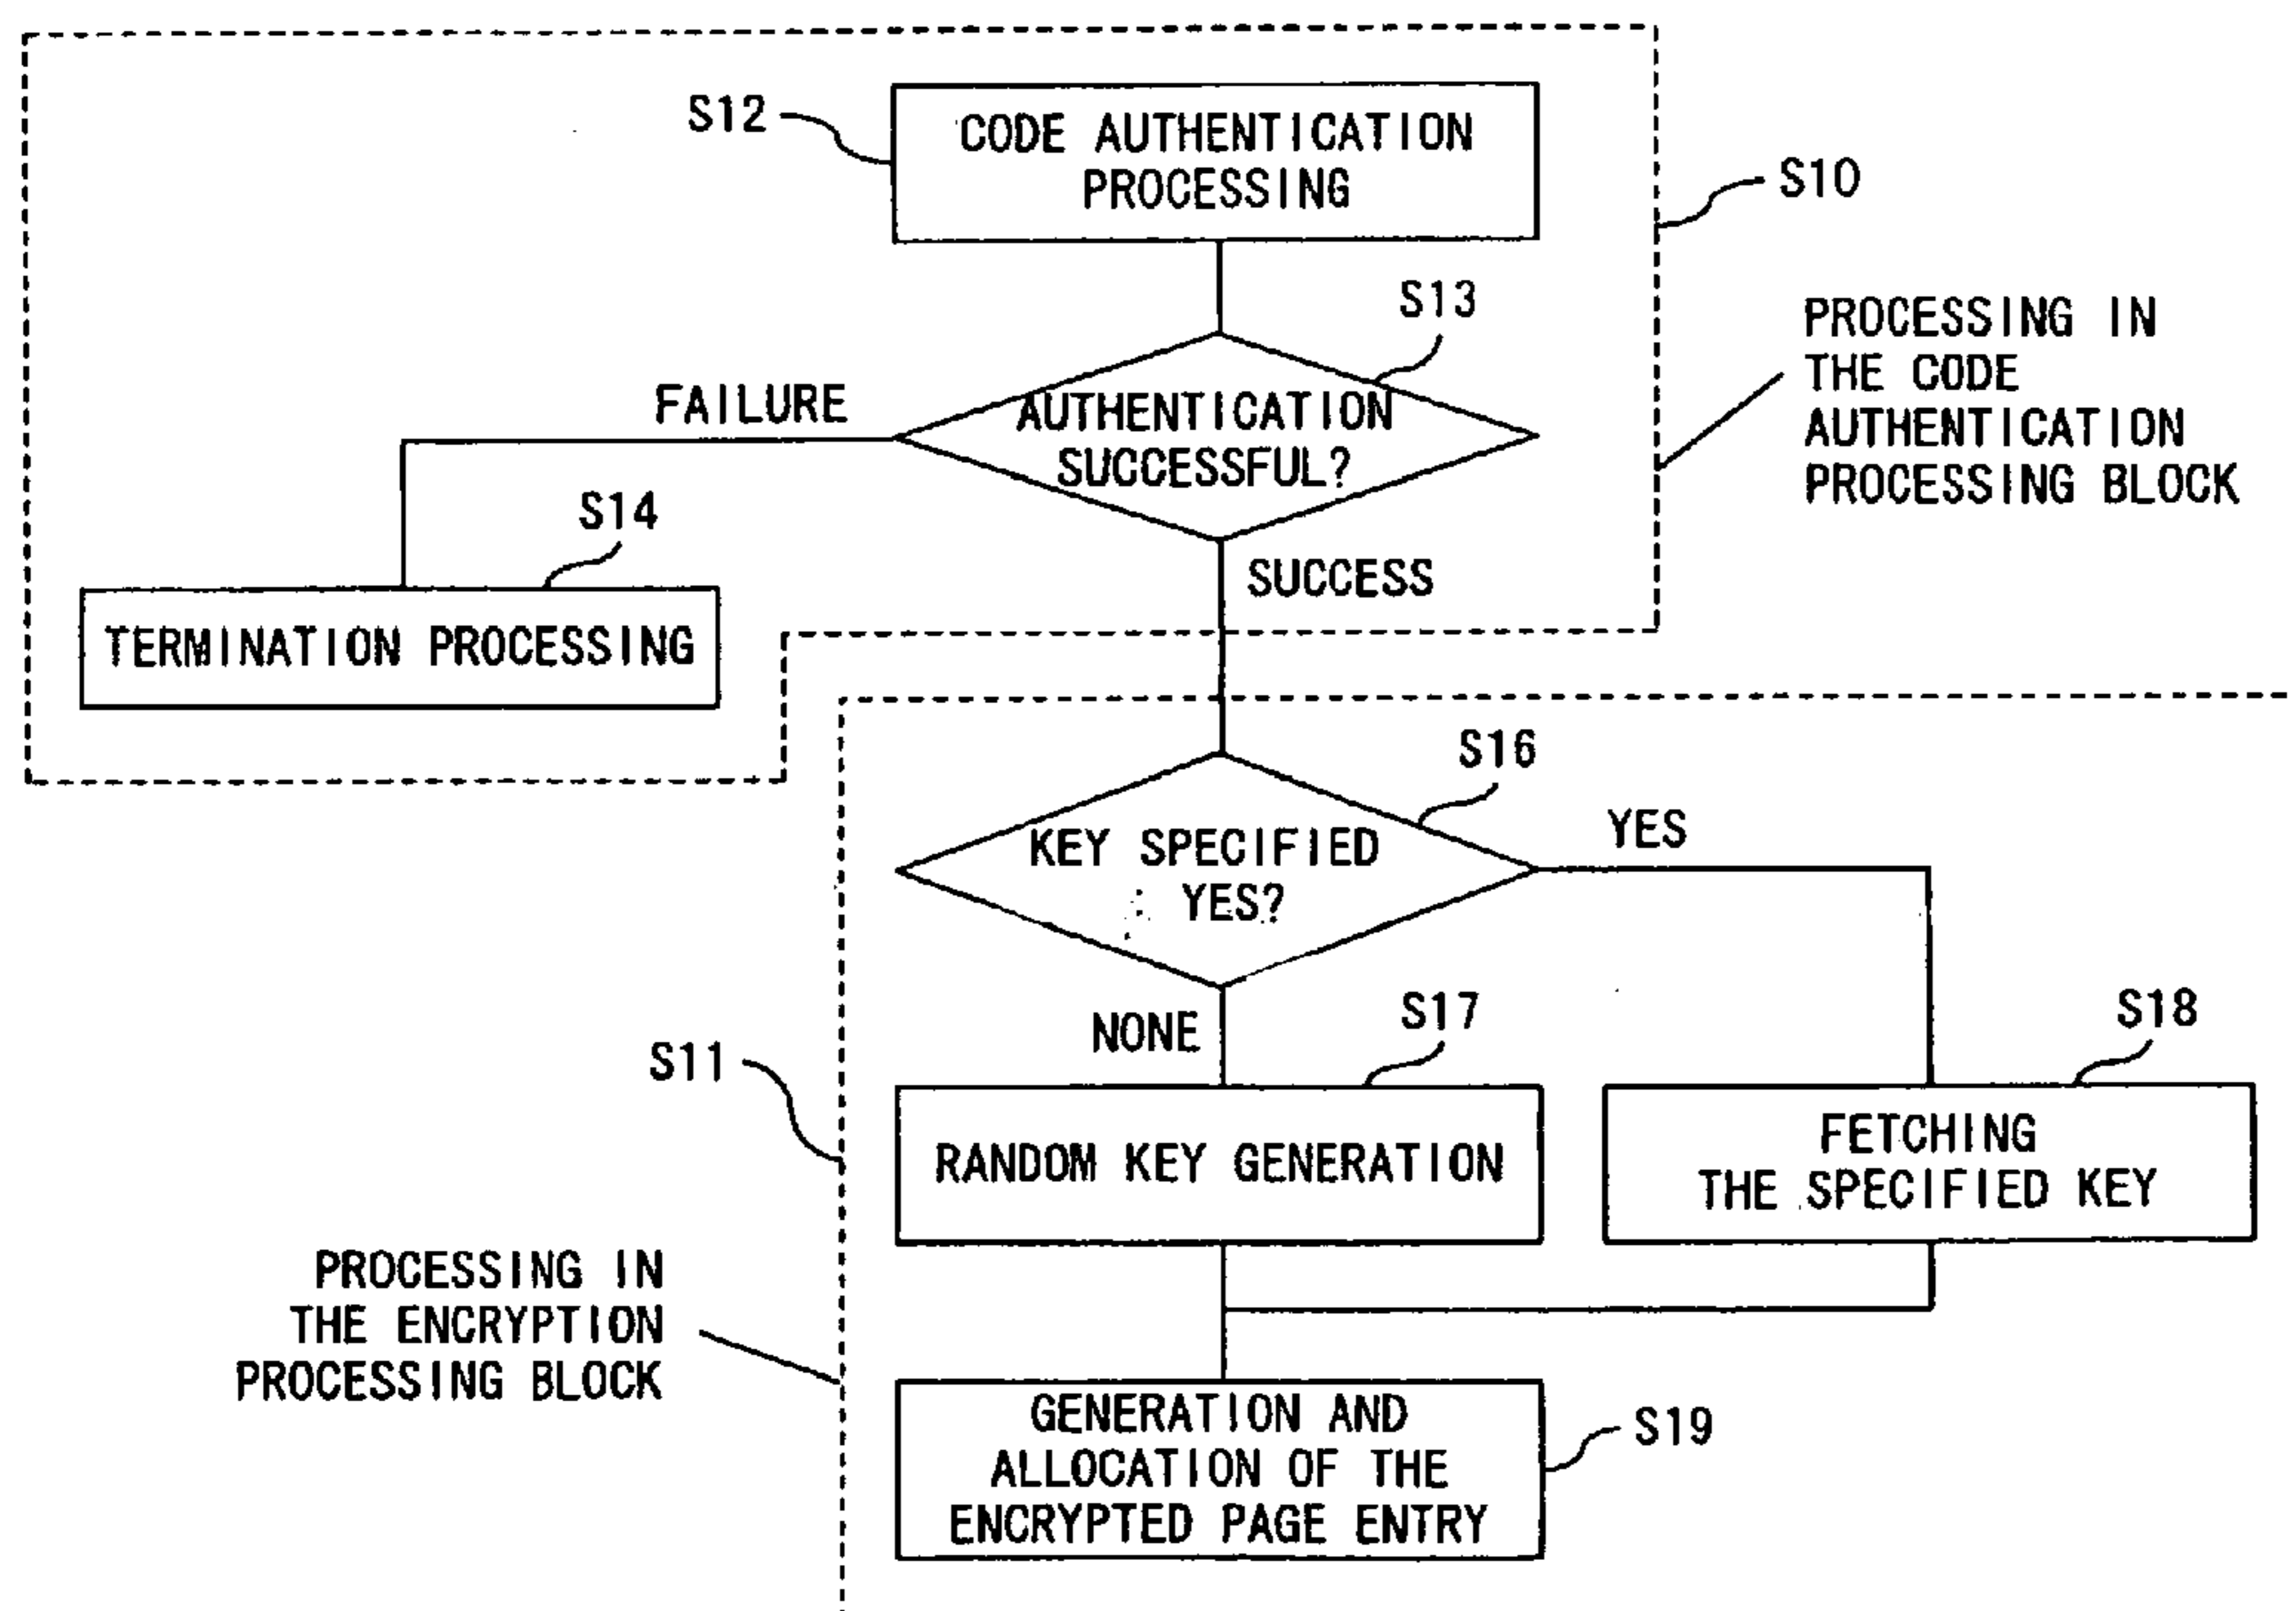 S12
CODE AUTHENTICATION
PROCESSING
S10
S13
PROCESSING IN
THE CODE
AUTHENTICATION
PROCESSING BLOCK
FAILURE
AUTHENTICATION
SUCCESSFUL?
S14
SUCCESS
TERMINATION PROCESSING
S16
YES
KEY SPECIFIED
YES?
NONE
S17
S18
S11
RANDOM KEY GENERATION
FETCHING
THE SPECIFIED KEY
PROCESSING IN
THE ENCRYPTION
PROCESSING BLOCK
GENERATION AND
ALLOCATION OF THE
ENCRYPTED PAGE ENTRY
S19